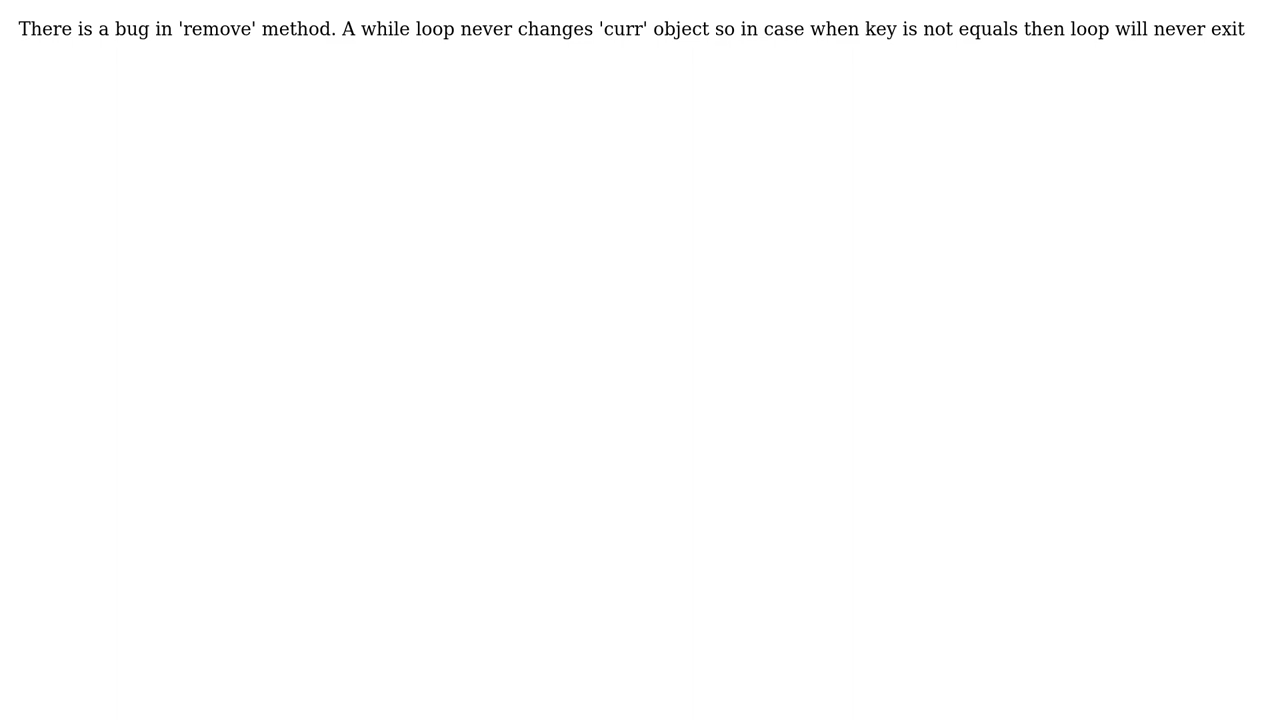 There is a bug in 'remove' method. A while loop never changes 'curr' object so in case when key is not equals then loop will never exit